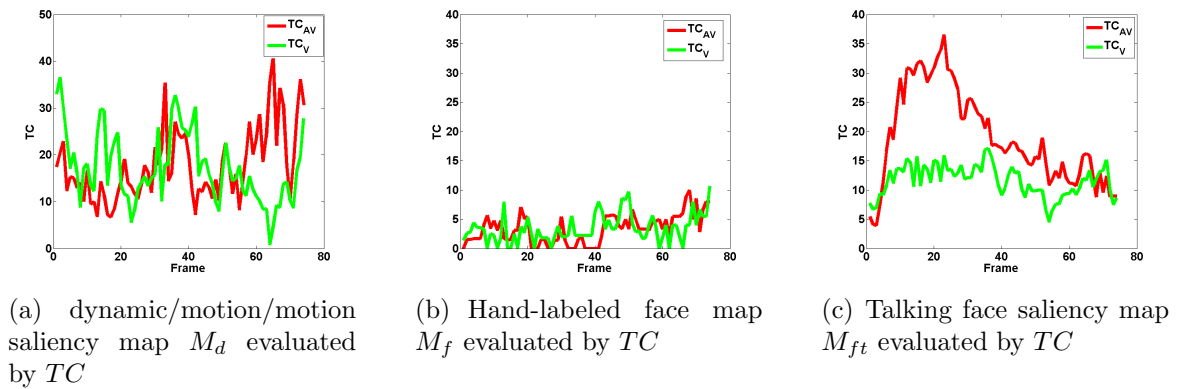 50
40
30
20
10
0
TC
0 20 40 60 80
Frame
TC_AV
TC_V
40
35
30
25
20
15
10
5
0
TC
0 20 40 60 80
Frame
TC_AV
TC_V
40
35
30
25
20
15
10
5
0
TC
0 20 40 60 80
Frame
TC_AV
TC_V
(a) dynamic/motion/motion
saliency map M_d evaluated
by TC
(b) Hand-labeled face map
M_f evaluated by TC
(c) Talking face saliency map
M_ft evaluated by TC